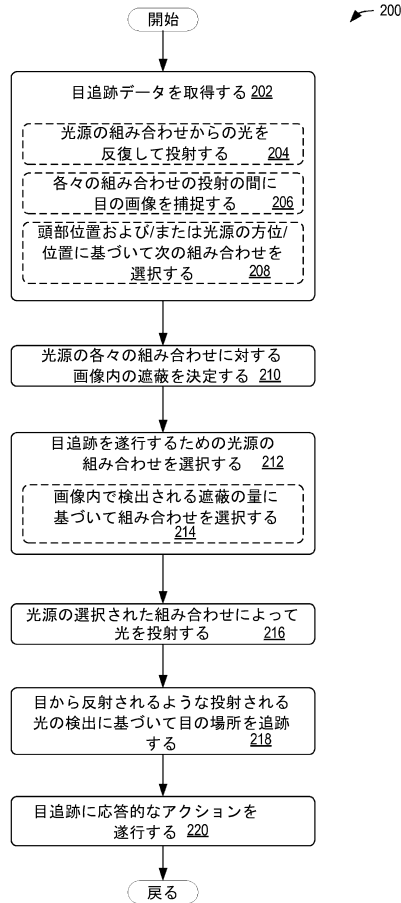 200
開始
目追跡データを取得する 202
光源の組み合わせからの光を
反復して投射する 204
各々の組み合わせの投射の間に
目の画像を捕捉する 206
頭部位置および/または光源の方位/
位置に基づいて次の組み合わせを
選択する 208
光源の各々の組み合わせに対する
画像内の遮蔽を決定する 210
目追跡を遂行するための光源の
組み合わせを選択する 212
画像内で検出される遮蔽の量に
基づいて組み合わせを選択する
214
光源の選択された組み合わせによって
光を投射する 216
目から反射されるような投射される
光の検出に基づいて目の場所を追跡
する 218
目追跡に応答的なアクションを
遂行する 220
戻る